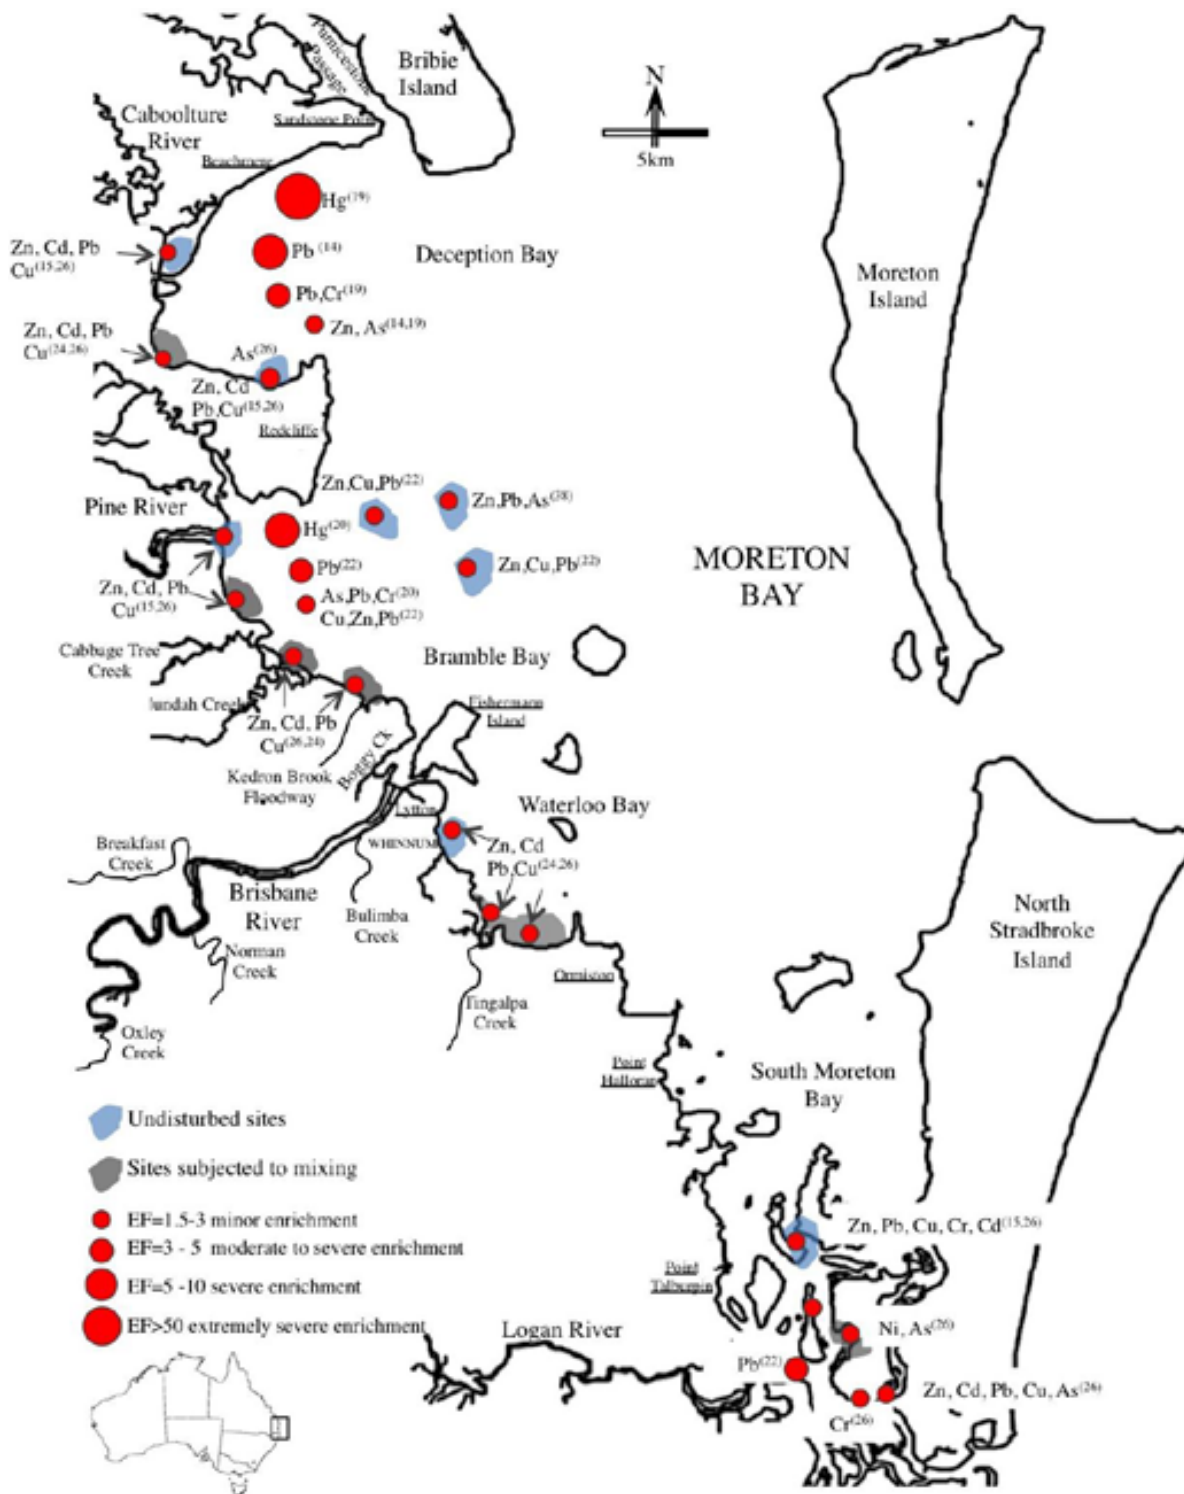 Pumicestone
Passage
Bribie
Island
N
5km
Caboolture
River
Sandstone Point
Beachmere
Hg(19)
Zn, Cd, Pb
Cu(15,26)
Pb (14)
Deception Bay
Moreton
Island
Pb,Cr(19)
Zn, As(14,19)
Zn, Cd, Pb
Cu(24,26)
As(26)
Zn, Cd
Pb,Cu(15,26)
Redcliffe
Zn,Cu,Pb(22)
Zn,Pb,As(38)
Pine River
Hg(20)
Pb(22)
Zn,Cu,Pb(22)
MORETON
BAY
Zn, Cd, Pb
Cu(15,26)
As,Pb,Cr(20)
Cu,Zn,Pb(22)
Cabbage Tree
Creek
Bramble Bay
Nundah Creek
Zn, Cd, Pb
Cu(26,24)
Fishermans
Island
Kedron Brook
Floodway
Boggy Ck
Lytton
Waterloo Bay
WHINNUM
Zn, Cd
Pb,Cu(24,26)
Breakfast
Creek
Brisbane
River
Bulimba
Creek
North
Stradbroke
Island
Norman
Creek
Ormiston
Tingalpa
Creek
Oxley
Creek
Point
Halloran
South Moreton
Bay
Undisturbed sites
Sites subjected to mixing
EF=1.5-3 minor enrichment
EF=3 - 5 moderate to severe enrichment
EF=5 -10 severe enrichment
EF>50 extremely severe enrichment
Zn, Pb, Cu, Cr, Cd(15,26)
Point
Talburpin
Logan River
Ni, As(26)
Pb(22)
Zn, Cd, Pb, Cu, As(26)
Cr(26)